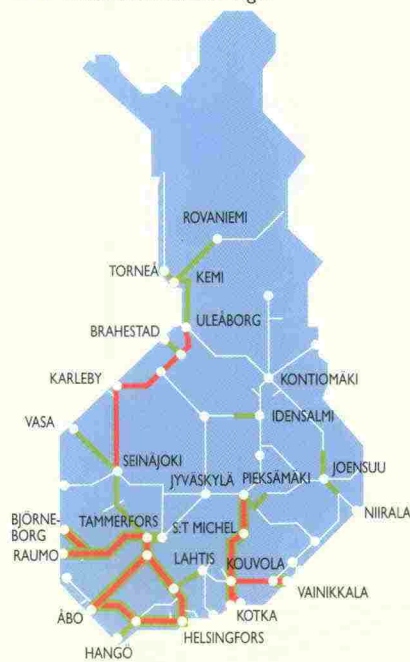 ROVANIEMI
TORNEÅ
KEMI
ULEÅBORG
BRAHESTAD
KARLEBY
KONTIOMÄKI
VASA
IDENSALMI
SEINÄJOKI
JYVÄSKYLÄ
PIEKSÄMÄKI
JOENSUU
BJÖRNE-
BORG
TAMMERFORS
S:T MICHEL
NIIRALA
RAUMO
LAHTIS
KOUVOLA
VAINIKKALA
ÅBO
KOTKA
HELSINGFORS
HANGÖ